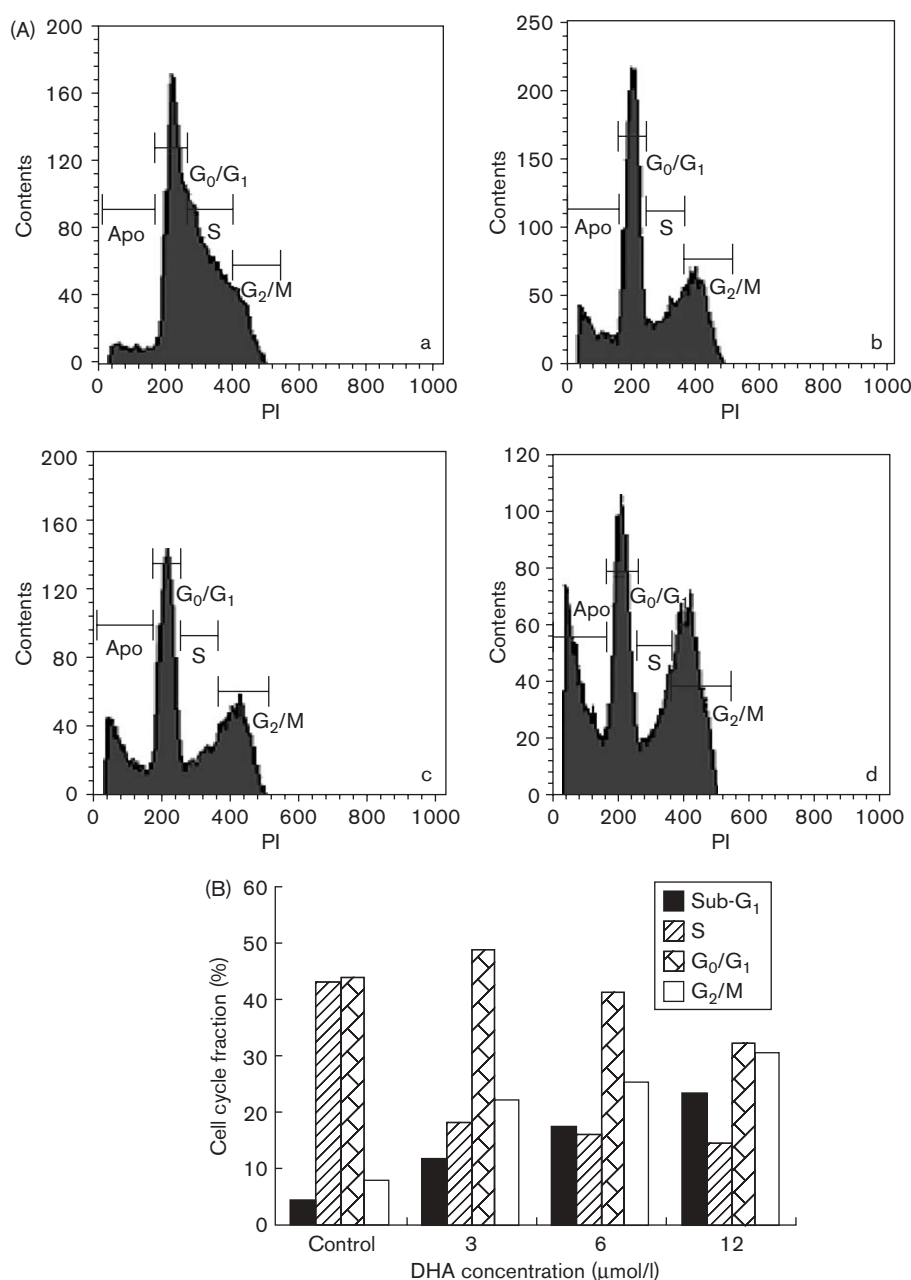 (A)
200
160
120
80
40
0
Contents
Apo
G0/G1
S
G2/M
a
0 200 400 600 800 1000
PI
250
200
150
100
50
0
Contents
Apo
G0/G1
S
G2/M
b
0 200 400 600 800 1000
PI
200
160
120
80
40
0
Contents
Apo
G0/G1
S
G2/M
c
0 200 400 600 800 1000
PI
120
100
80
60
40
20
0
Contents
Apo
G0/G1
S
G2/M
d
0 200 400 600 800 1000
PI
(B)
60
50
40
30
20
10
0
Cell cycle fraction (%)
Sub-G1
S
G0/G1
G2/M
Control 3 6 12
DHA concentration (μmol/l)